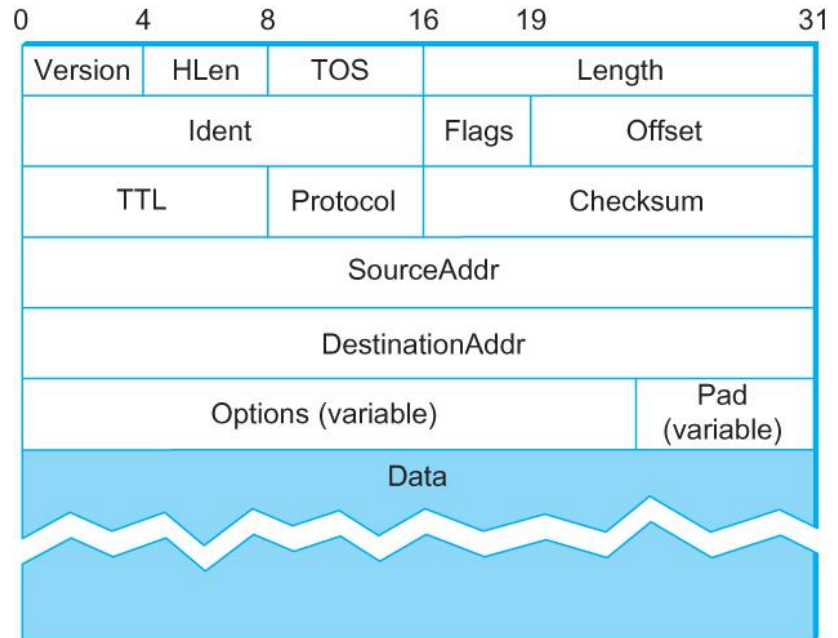 0 4 8 16 19 31
Version HLen TOS Length
Ident Flags Offset
TTL Protocol Checksum
SourceAddr
DestinationAddr
Options (variable) Pad
(variable)
Data